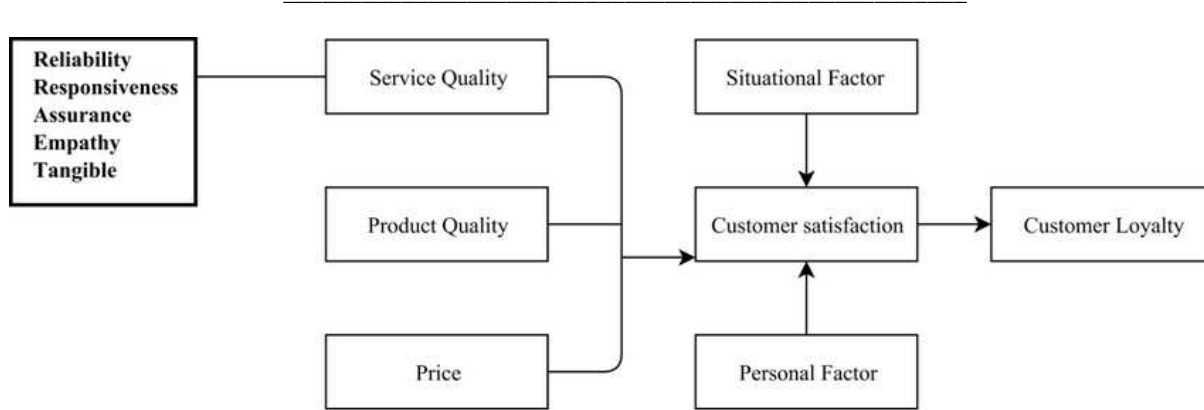 Reliability
Responsiveness
Assurance
Empathy
Tangible
Service Quality
Situational Factor
Product Quality
Customer satisfaction
Customer Loyalty
Price
Personal Factor